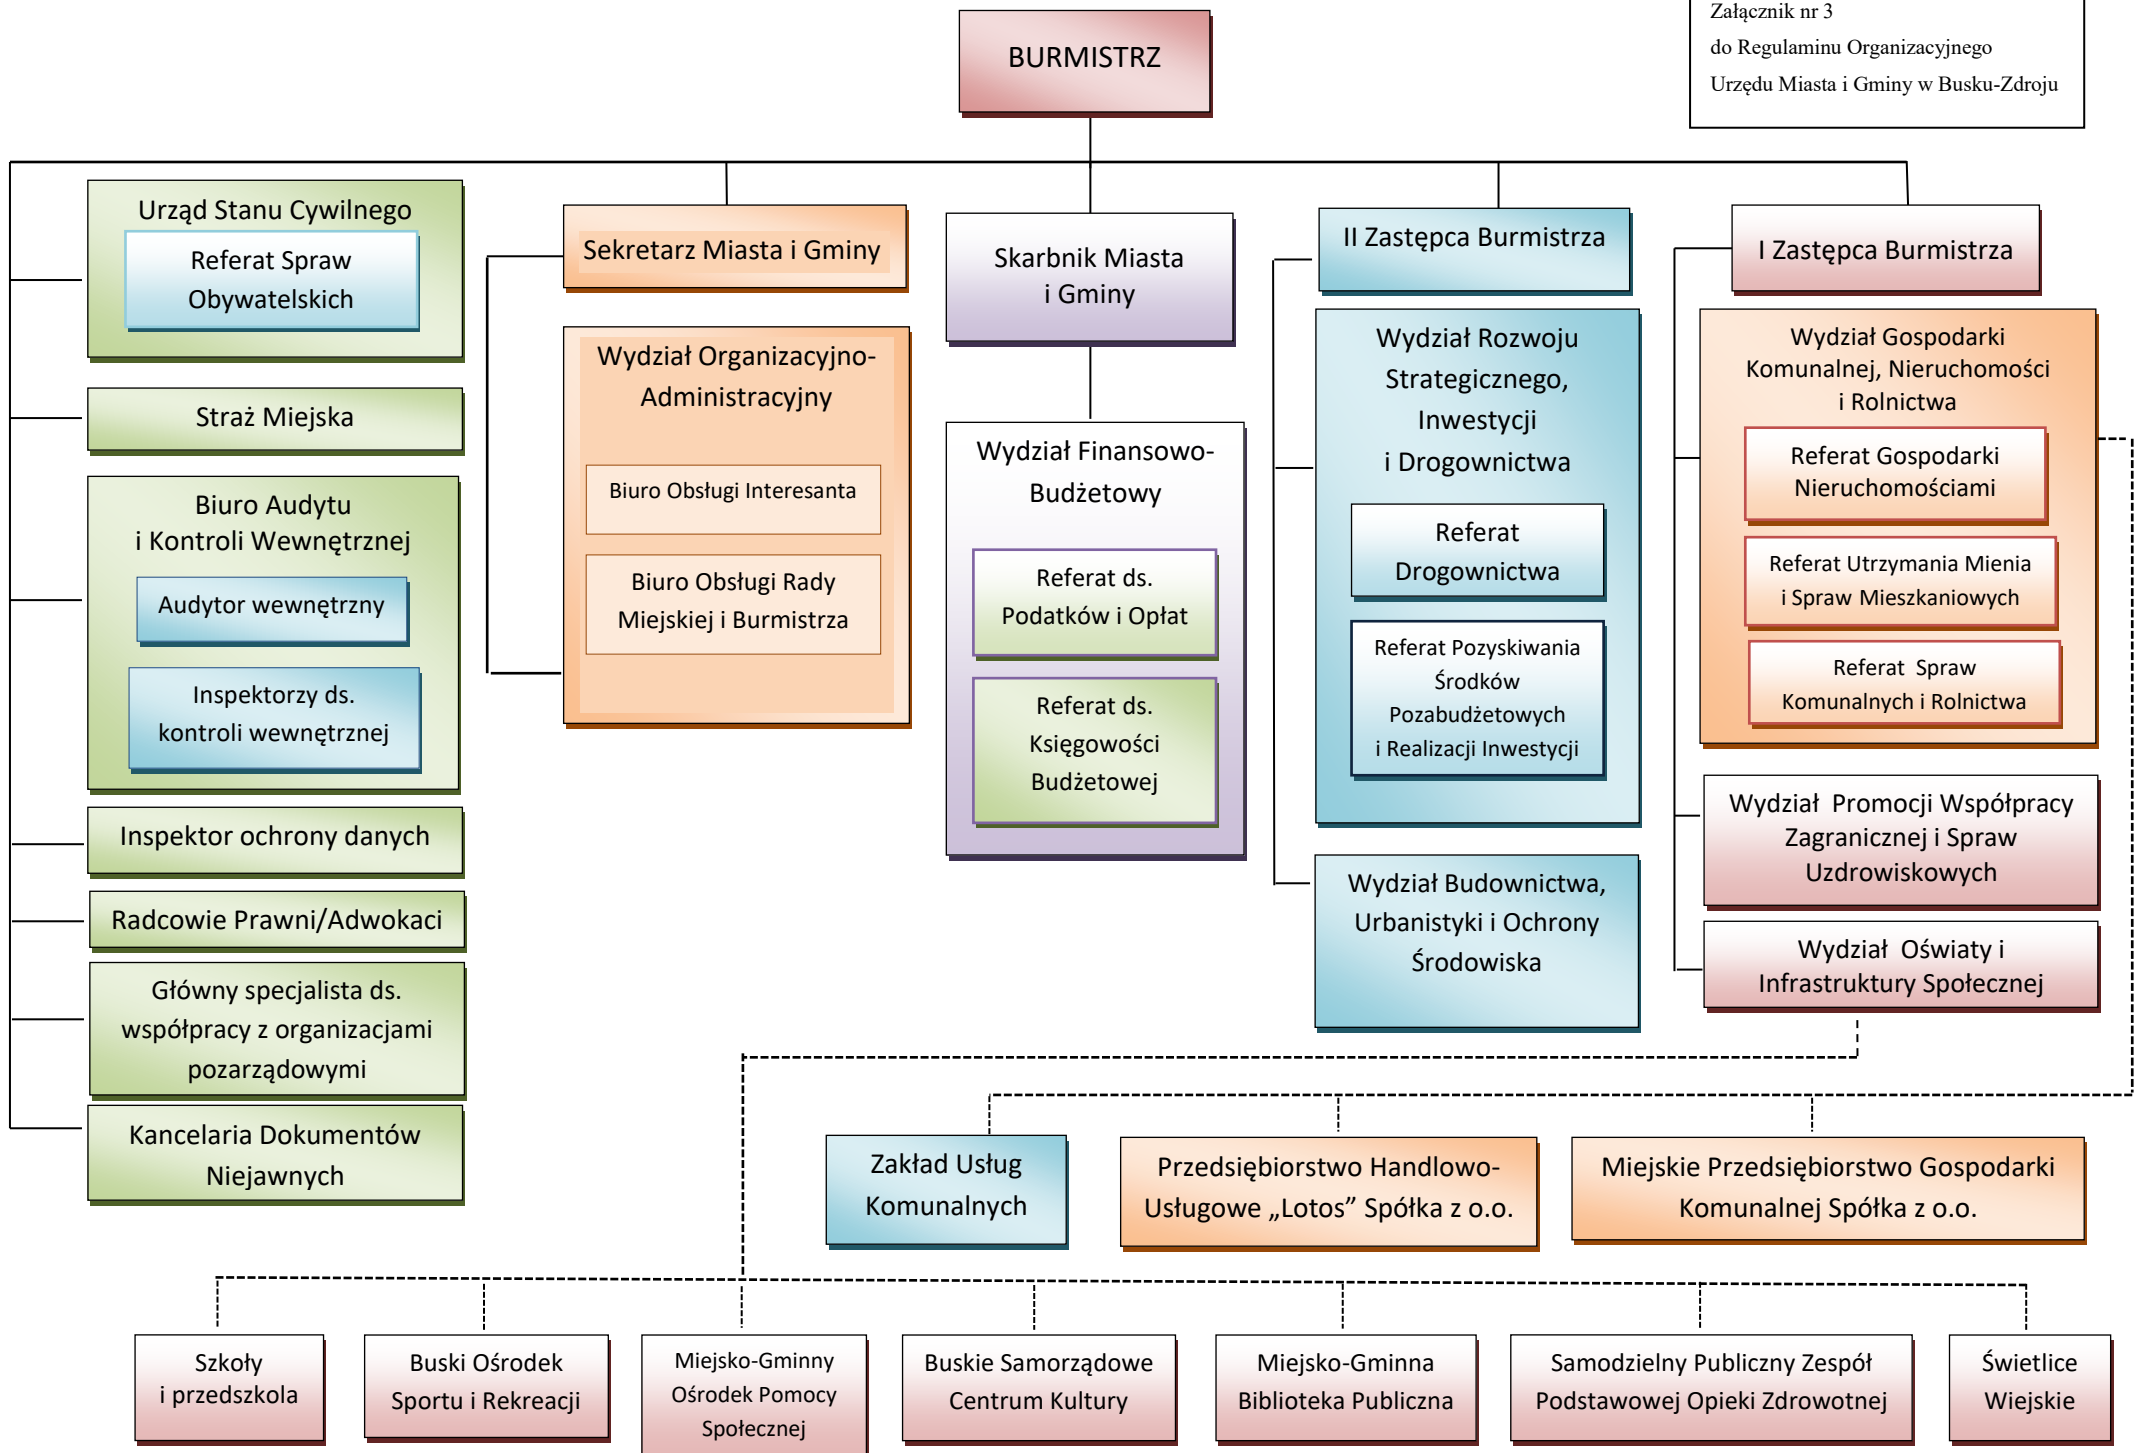 Załącznik nr 3
do Regulaminu Organizacyjnego
Urzędu Miasta i Gminy w Busku-Zdroju
BURMISTRZ
Urząd Stanu Cywilnego
Referat Spraw
Obywatelskich
Straż Miejska
Biuro Audytu
i Kontroli Wewnętrznej
Audytor wewnętrzny
Inspektorzy ds.
kontroli wewnętrznej
Inspektor ochrony danych
Radcowie Prawni/Adwokaci
Główny specjalista ds.
współpracy z organizacjami
pozarządowymi
Kancelaria Dokumentów
Niejawnych
Sekretarz Miasta i Gminy
Wydział Organizacyjno-
Administracyjny
Biuro Obsługi Interesanta
Biuro Obsługi Rady
Miejskiej i Burmistrza
Skarbnik Miasta
i Gminy
Wydział Finansowo-
Budżetowy
Referat ds.
Podatków i Opłat
Referat ds.
Księgowości
Budżetowej
II Zastępca Burmistrza
Wydział Rozwoju
Strategicznego,
Inwestycji
i Drogownictwa
Referat
Drogownictwa
Referat Pozyskiwania
Środków
Pozabudżetowych
i Realizacji Inwestycji
Wydział Budownictwa,
Urbanistyki i Ochrony
Środowiska
I Zastępca Burmistrza
Wydział Gospodarki
Komunalnej, Nieruchomości
i Rolnictwa
Referat Gospodarki
Nieruchomościami
Referat Utrzymania Mienia
i Spraw Mieszkaniowych
Referat Spraw
Komunalnych i Rolnictwa
Wydział Promocji Współpracy
Zagranicznej i Spraw
Uzdrowiskowych
Wydział Oświaty i
Infrastruktury Społecznej
Zakład Usług
Komunalnych
Przedsiębiorstwo Handlowo-
Usługowe „Lotos” Spółka z o.o.
Miejskie Przedsiębiorstwo Gospodarki
Komunalnej Spółka z o.o.
Szkoły
i przedszkola
Buski Ośrodek
Sportu i Rekreacji
Miejsko-Gminny
Ośrodek Pomocy
Społecznej
Buskie Samorządowe
Centrum Kultury
Miejsko-Gminna
Biblioteka Publiczna
Samodzielny Publiczny Zespół
Podstawowej Opieki Zdrowotnej
Świetlice
Wiejskie